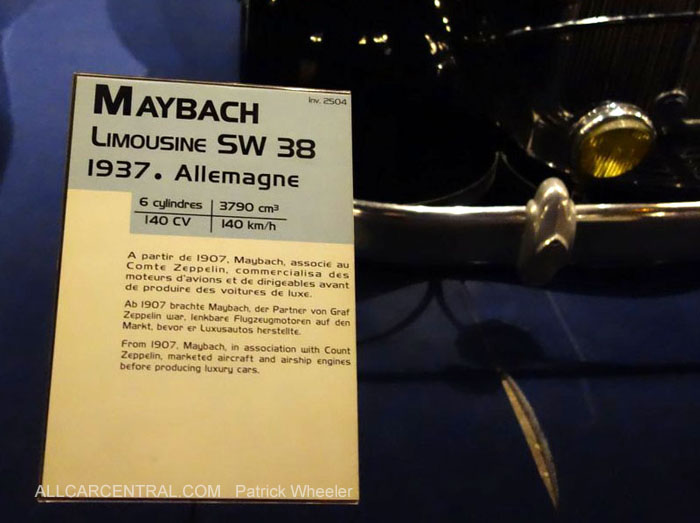 MAYBACH
Inv. 2504
LIMOUSINE SW 38
1937. Allemagne
6 cylindres 3790 cm³
140 CV 140 km/h
A partir de 1907, Maybach, associé au
Comte Zeppelin, commercialisa des
moteurs d'avions et de dirigeables avant
de produire des voitures de luxe.
Ab 1907 brachte Maybach, der Partner von Graf
Zeppelin war, lenkbare Flugzeugmotoren auf den
Markt, bevor er Luxusautos herstellte.
From 1907, Maybach, in association with Count
Zeppelin, marketed aircraft and airship engines
before producing luxury cars.
ALLCARCENTRAL.COM Patrick Wheeler